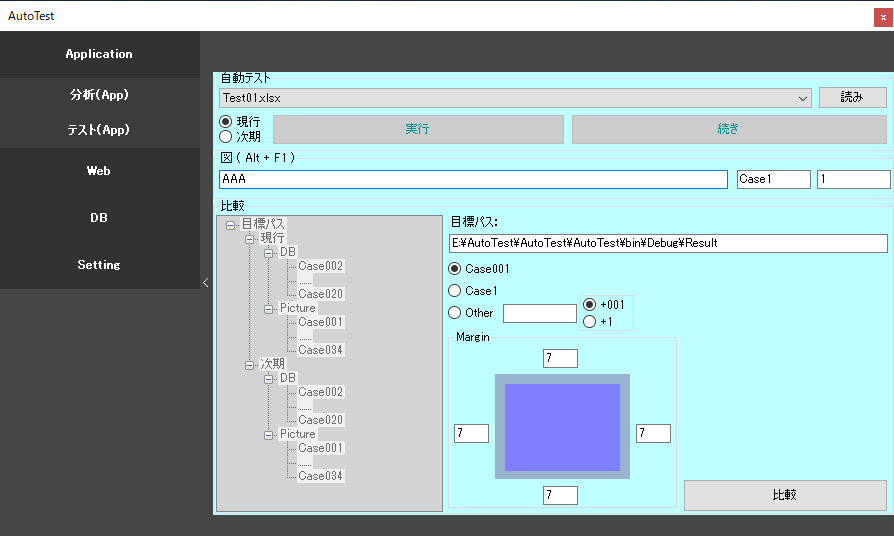 AutoTest
x
Application
分析(App)
テスト(App)
Web
DB
Setting
自動テスト
Test01.xlsx
読み
現行
次期
実行
続き
図 ( Alt + F1 )
AAA
Case1
1
比較
目標パス
現行
DB
Case002
.....
Case020
Picture
Case001
.....
Case034
次期
DB
Case002
.....
Case020
Picture
Case001
.....
Case034
目標パス:
E:¥AutoTest¥AutoTest¥AutoTest¥bin¥Debug¥Result
Case001
Case1
Other
+001
+1
Margin
7
7
7
7
比較